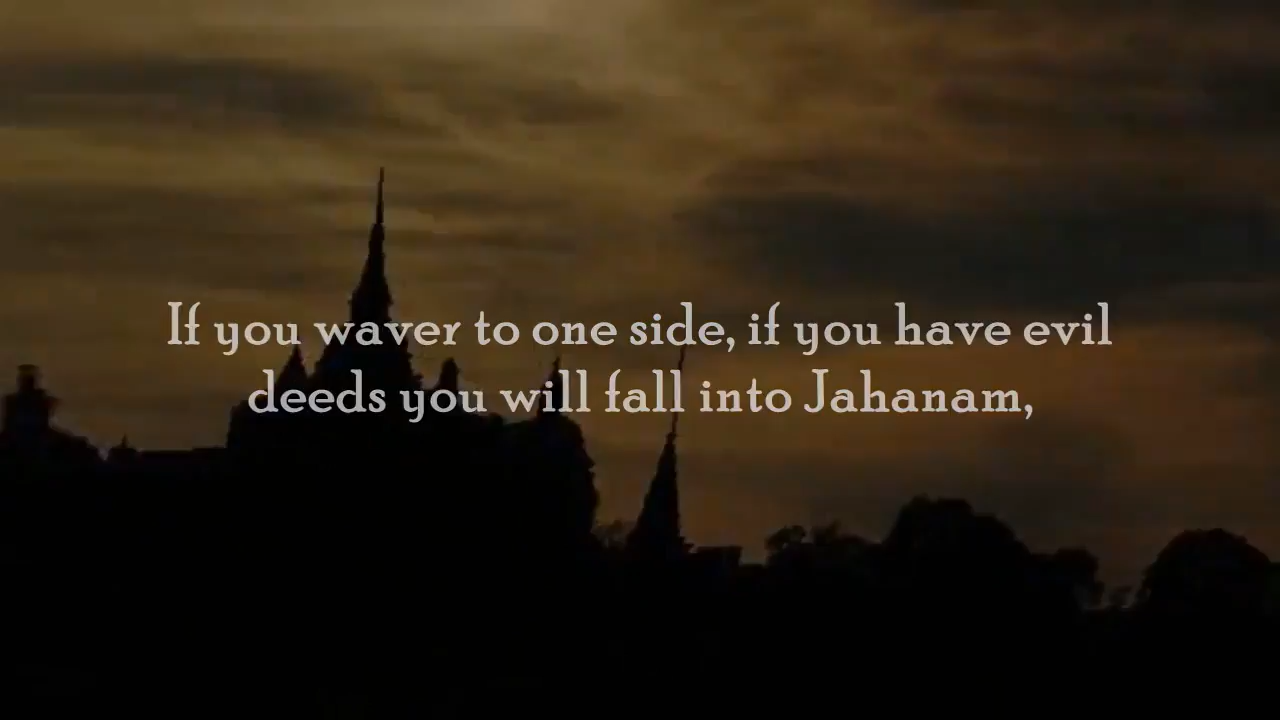 If you waver to one side, if you have evil
deeds you will fall into Jahanam,